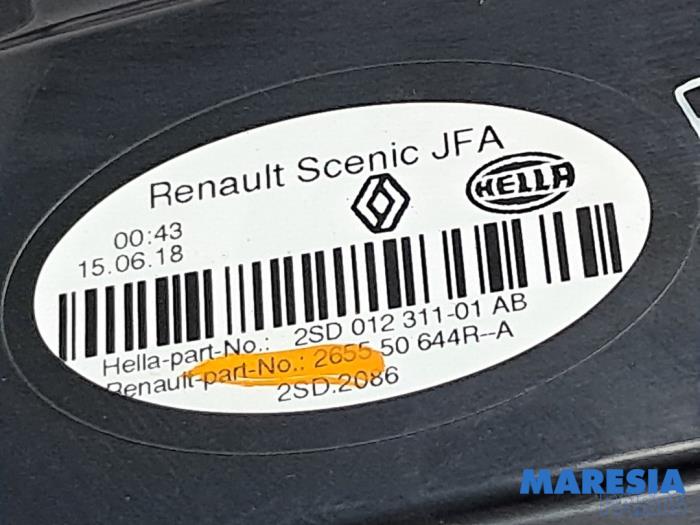 Renault Scenic JFA
HELLA
00:43
15.06.18
Hella-part-No.: 2SD 012 311-01 AB
Renault-part-No.: 2655 50 644R--A
2SD.2086
MARESIA